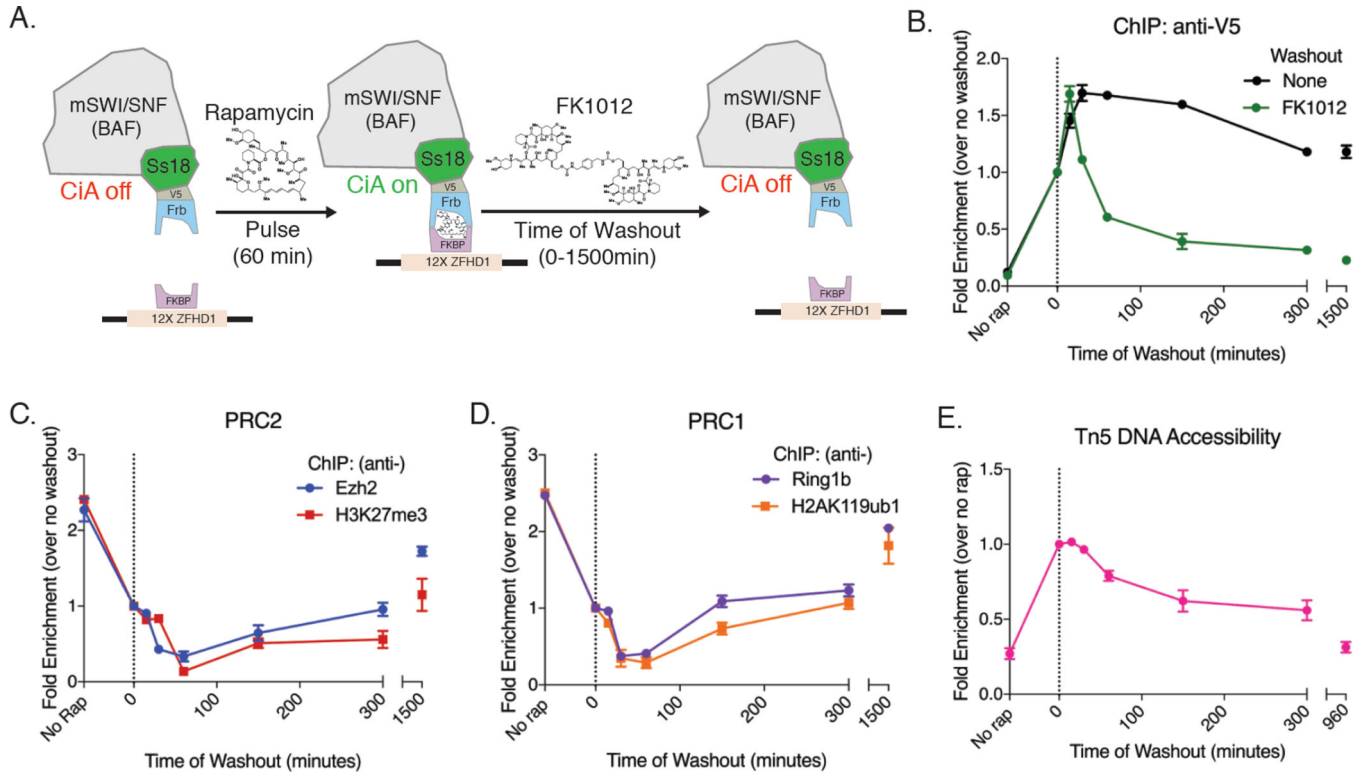 A.
mSWI/SNF
(BAF)
Ss18
CiA off
V5
Frb
FKBP
12X ZFHD1
Rapamycin
Pulse
(60 min)
mSWI/SNF
(BAF)
Ss18
CiA on
V5
Frb
FKBP
12X ZFHD1
FK1012
Time of Washout
(0-1500min)
mSWI/SNF
(BAF)
Ss18
CiA off
V5
Frb
FKBP
12X ZFHD1
B.
ChIP: anti-V5
Washout
None
FK1012
Fold Enrichment (over no washout)
2.0
1.5
1.0
0.5
0.0
No rap
0
100
200
300
1500
Time of Washout (minutes)
C.
PRC2
ChIP: (anti-)
Ezh2
H3K27me3
Fold Enrichment (over no washout)
3
2
1
0
No Rap
0
100
200
300
1500
Time of Washout (minutes)
D.
PRC1
ChIP: (anti-)
Ring1b
H2AK119ub1
Fold Enrichment (over no washout)
3
2
1
0
No rap
0
100
200
300
1500
Time of Washout (minutes)
E.
Tn5 DNA Accessibility
Fold Enrichment (over no rap)
1.5
1.0
0.5
0.0
No rap
0
100
200
300
960
Time of Washout (minutes)